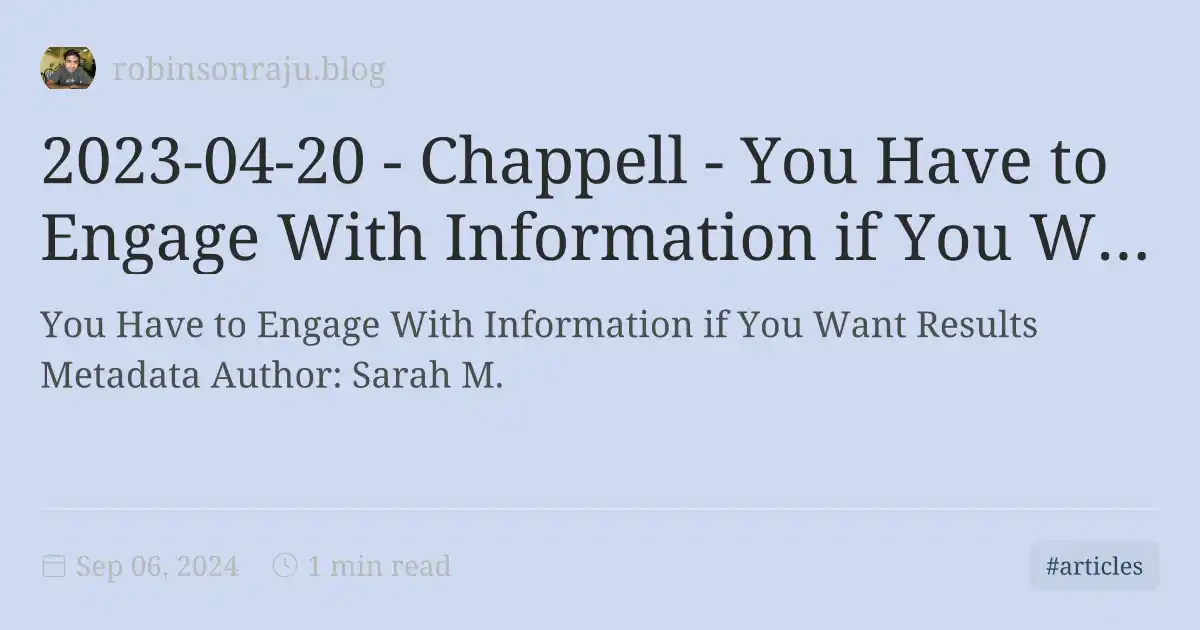 robinsonraju.blog
2023-04-20 - Chappell - You Have to
Engage With Information if You W...
You Have to Engage With Information if You Want Results
Metadata Author: Sarah M.
Sep 06, 2024 1 min read #articles